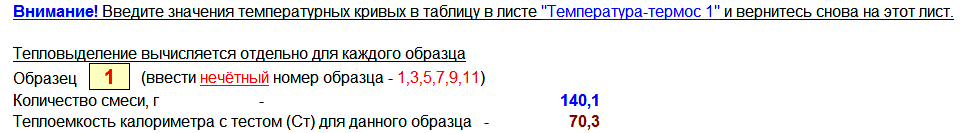 Внимание! Введите значения температурных кривых в таблицу в листе "Температура-термос 1" и вернитесь снова на этот лист.
Тепловыделение вычисляется отдельно для каждого образца
Образец 1 (ввести нечётный номер образца - 1,3,5,7,9,11)
Количество смеси, г - 140,1
Теплоемкость калориметра с тестом (Ст) для данного образца - 70,3